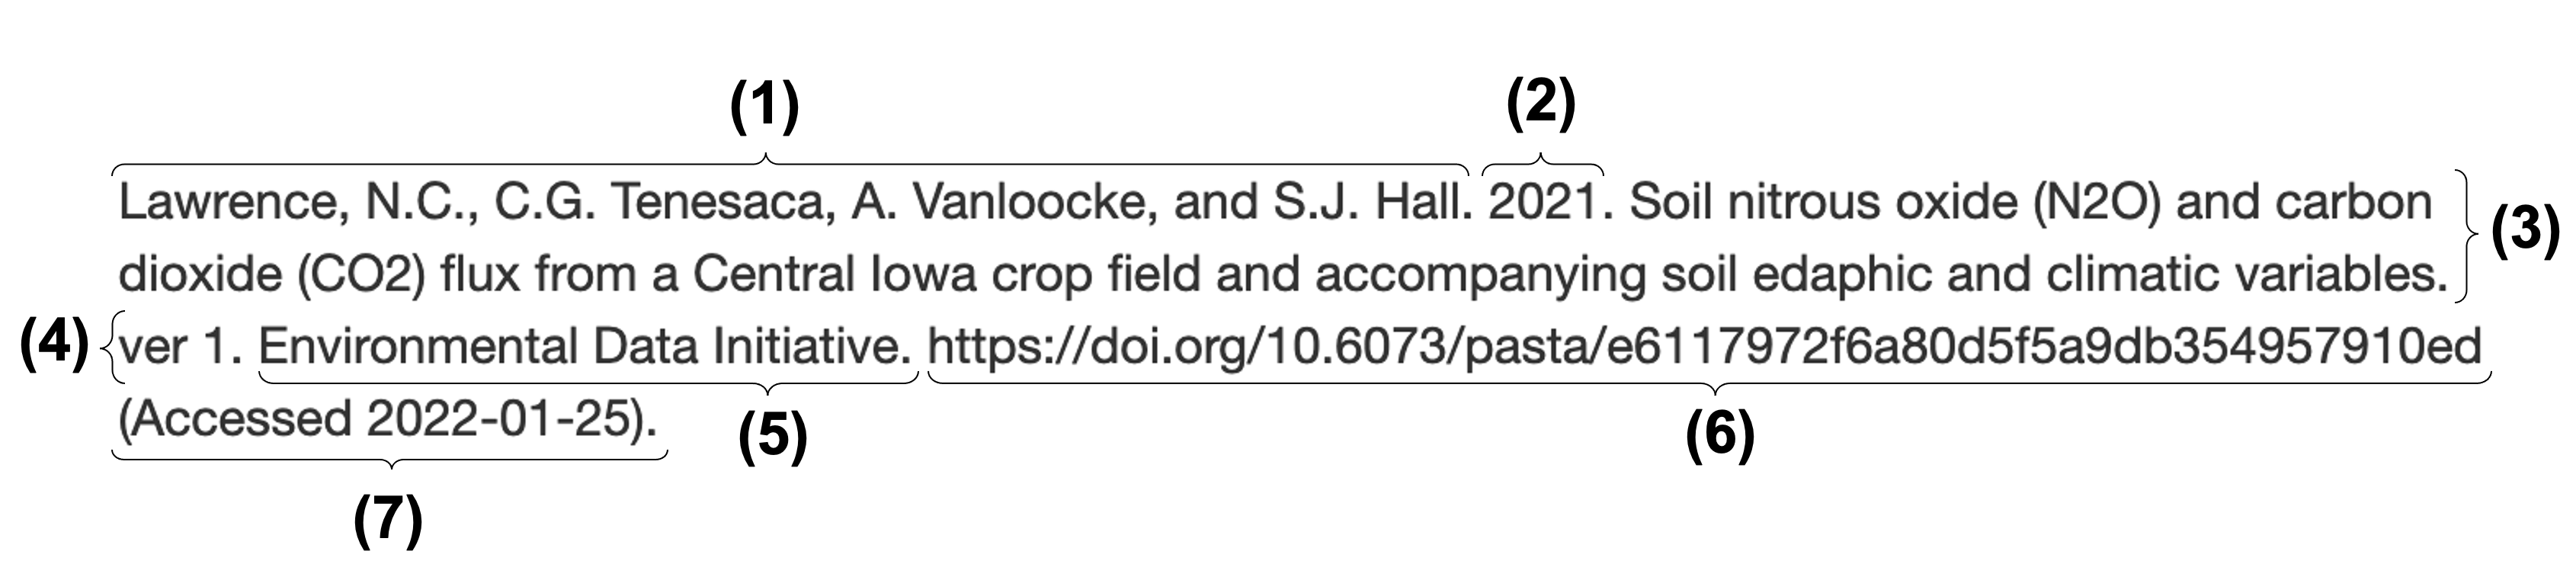 (1) (2)
Lawrence, N.C., C.G. Tenesaca, A. Vanloocke, and S.J. Hall. 2021. Soil nitrous oxide (N2O) and carbon
(3)
dioxide (CO2) flux from a Central Iowa crop field and accompanying soil edaphic and climatic variables.
(4) ver 1. Environmental Data Initiative. https://doi.org/10.6073/pasta/e6117972f6a80d5f5a9db354957910ed
(Accessed 2022-01-25). (5) (6)
(7)